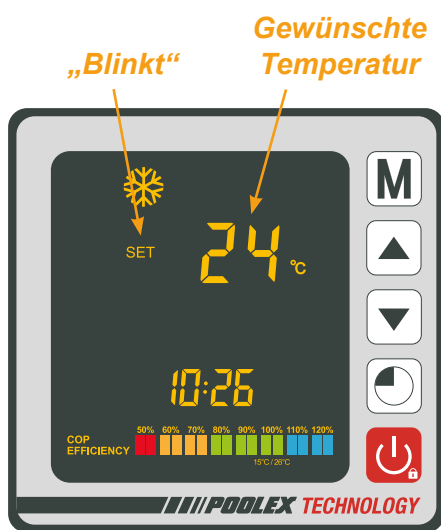 Gewünschte
„Blinkt“ Temperatur
M
SET 24 °C
10:26
50% 60% 70% 80% 90% 100% 110% 120%
COP
EFFICIENCY
15°C / 26°C
POOLEX TECHNOLOGY